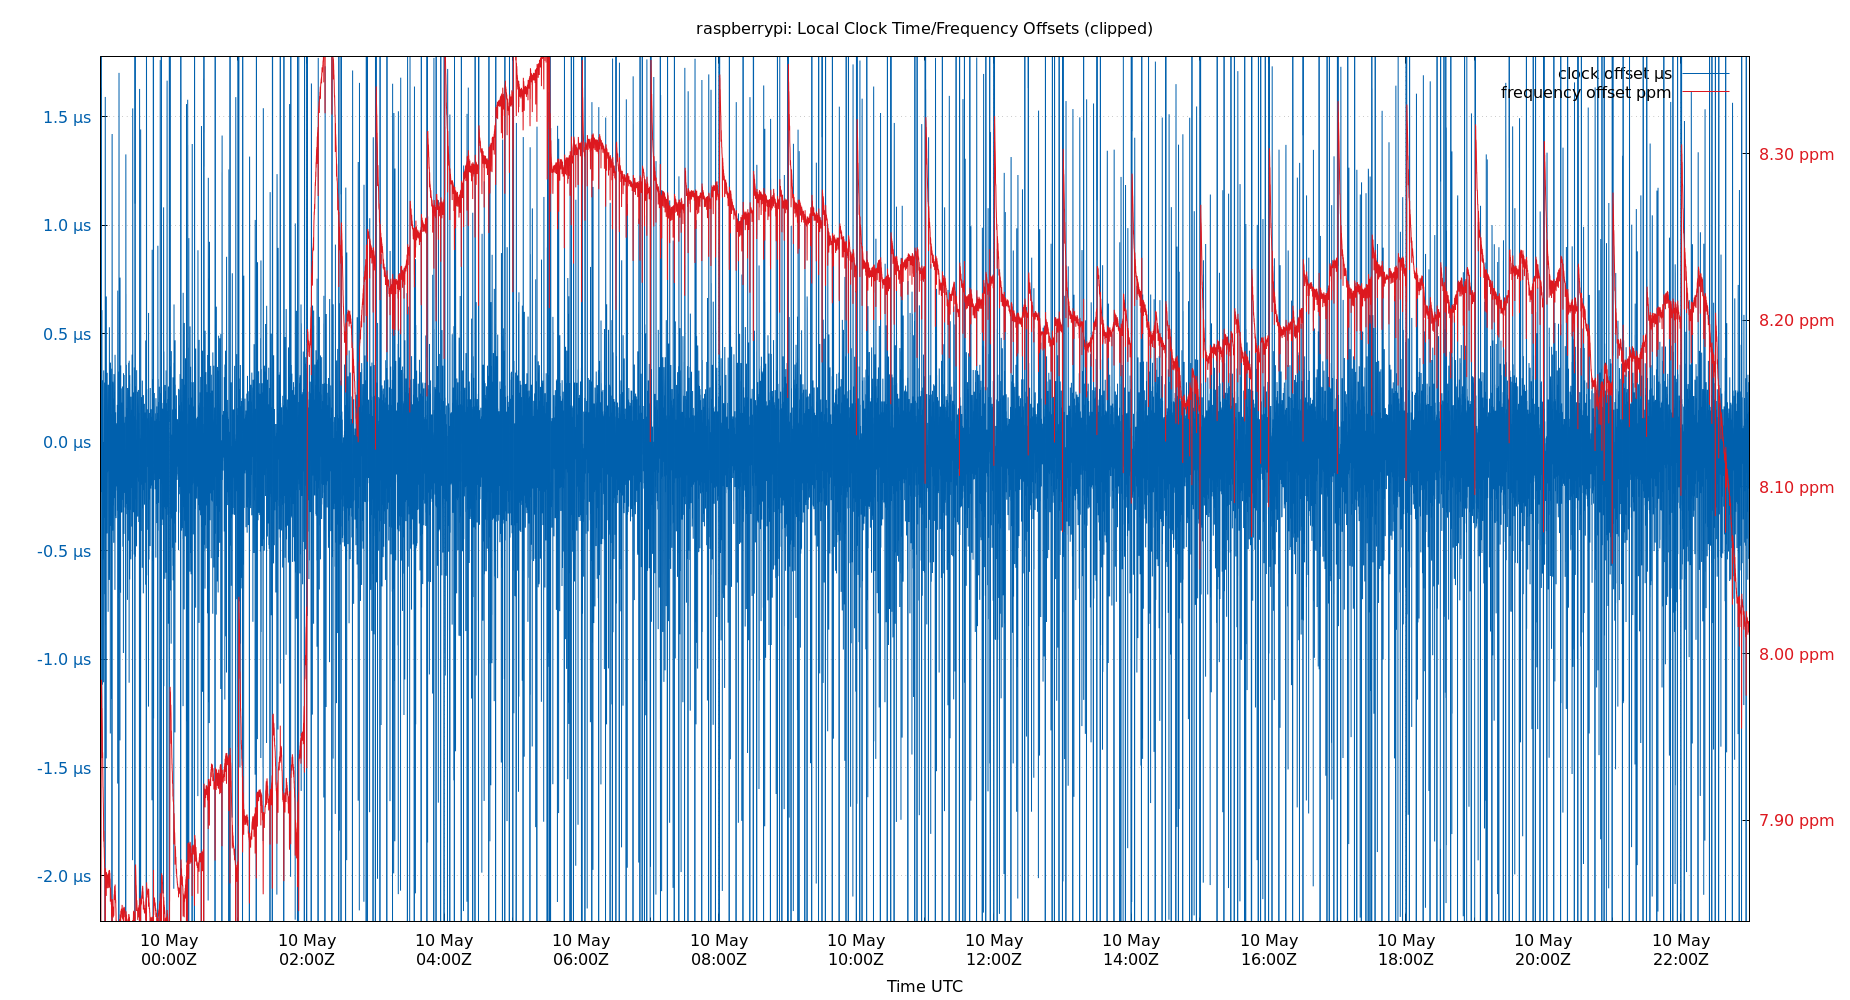 raspberrypi: Local Clock Time/Frequency Offsets (clipped)
clock offset µs
frequency offset ppm
1.5 µs
1.0 µs
0.5 µs
0.0 µs
-0.5 µs
-1.0 µs
-1.5 µs
-2.0 µs
8.30 ppm
8.20 ppm
8.10 ppm
8.00 ppm
7.90 ppm
10 May 10 May 10 May 10 May 10 May 10 May 10 May 10 May 10 May 10 May 10 May 10 May
00:00Z 02:00Z 04:00Z 06:00Z 08:00Z 10:00Z 12:00Z 14:00Z 16:00Z 18:00Z 20:00Z 22:00Z
Time UTC